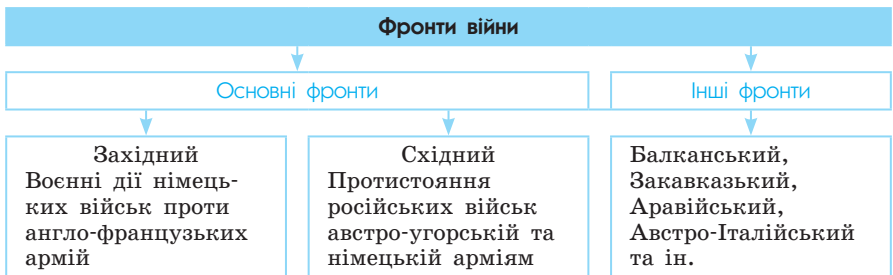 Фронти війни
Основні фронти
Інші фронти
Західний
Воєнні дії німець-
ких військ проти
англо-французьких
армій
Східний
Протистояння
російських військ
австро-угорській та
німецькій арміям
Балканський,
Закавказький,
Аравійський,
Австро-Італійський
та ін.